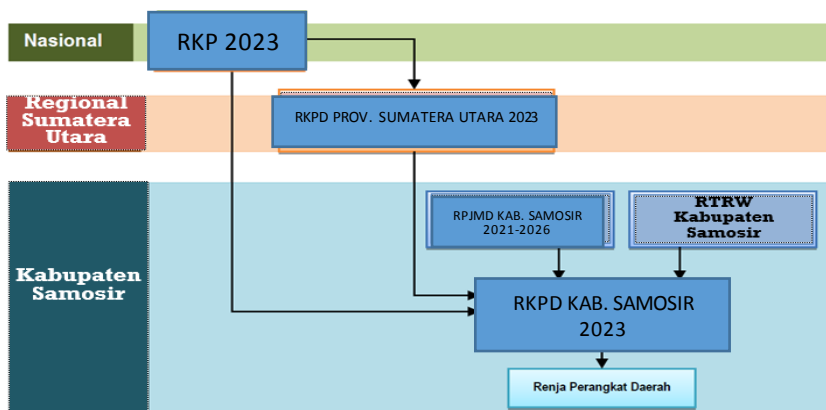 Nasional
RKP 2023
Regional
Sumatera
Utara
RKPD PROV. SUMATERA UTARA 2023
RPJMD KAB. SAMOSIR
2021-2026
RTRW
Kabupaten
Samosir
Kabupaten
Samosir
RKPD KAB. SAMOSIR
2023
Renja Perangkat Daerah